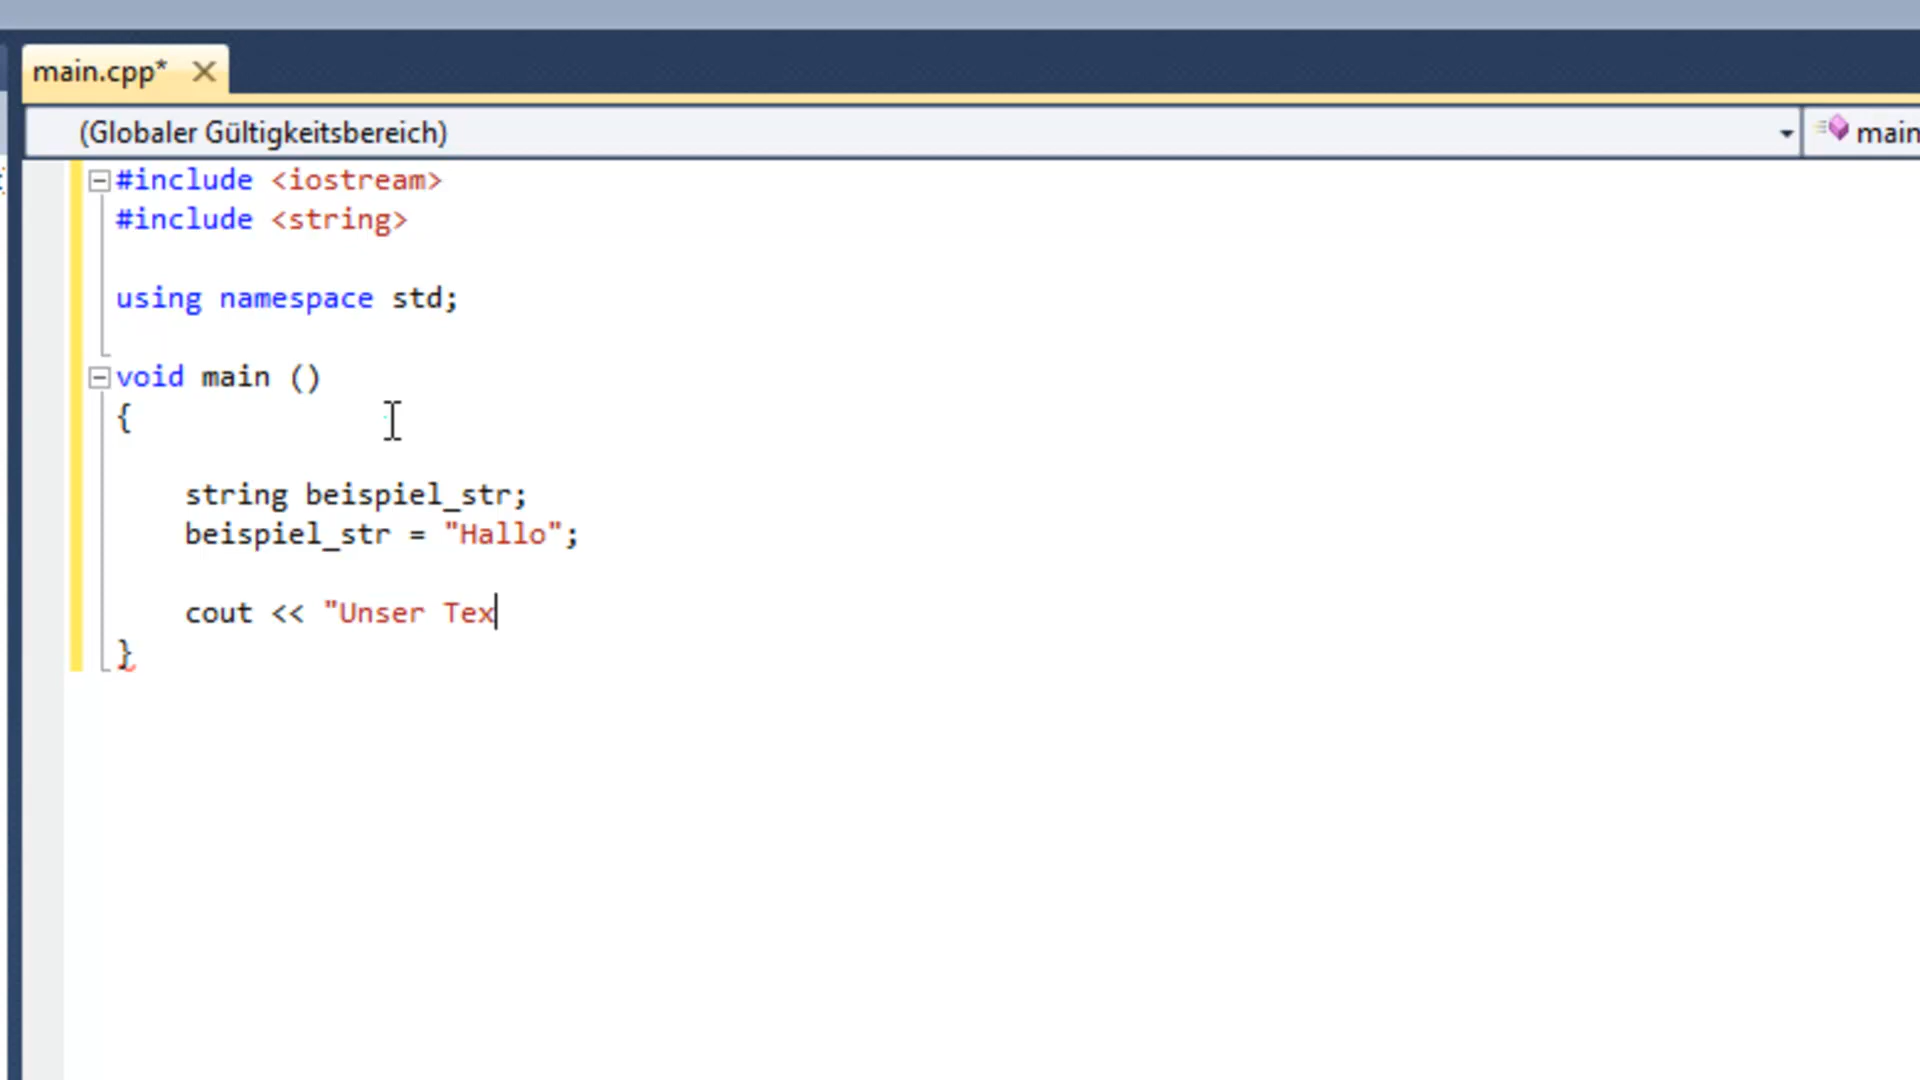 main.cpp*
(Globaler Gültigkeitsbereich)
main
#include <iostream>
#include <string>
using namespace std;
void main ()
{
string beispiel_str;
beispiel_str = "Hallo";
cout << "Unser Tex
}